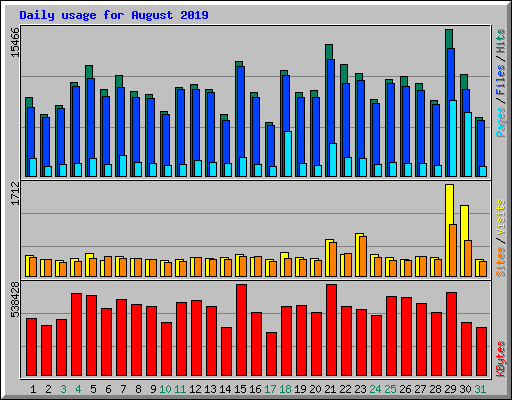 Daily usage for August 2019
15466
Pages / Files / Hits
1712
Sites / Visits
538428
KBytes
1 2 3 4 5 6 7 8 9 10 11 12 13 14 15 16 17 18 19 20 21 22 23 24 25 26 27 28 29 30 31